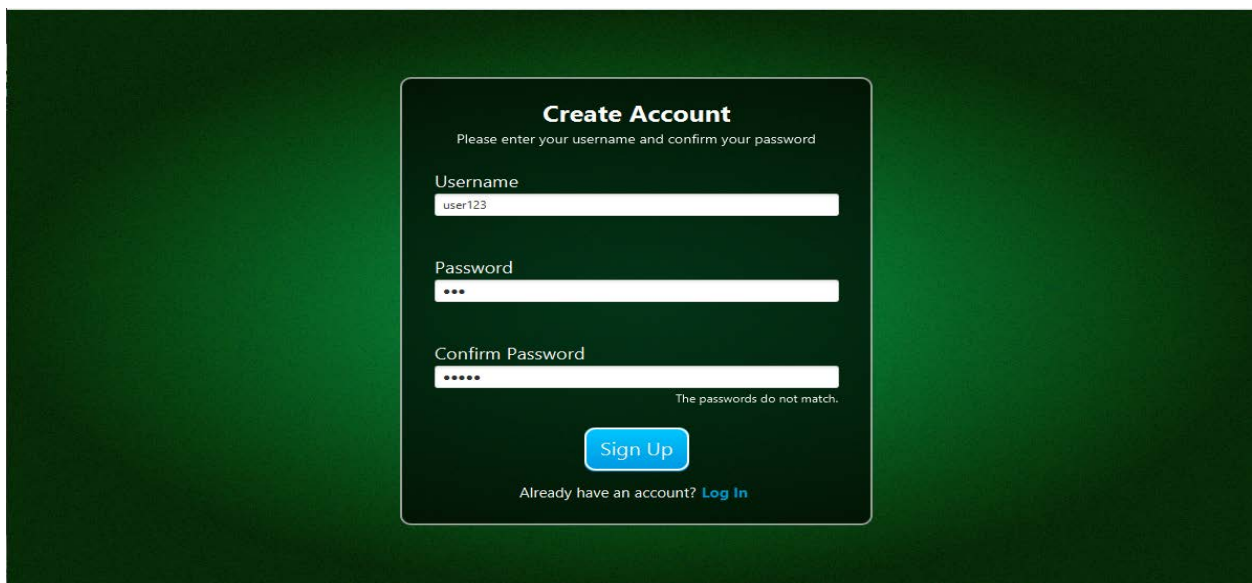 Create Account
Please enter your username and confirm your password
Username
user123
Password
•••
Confirm Password
•••••
The passwords do not match.
Sign Up
Already have an account? Log In